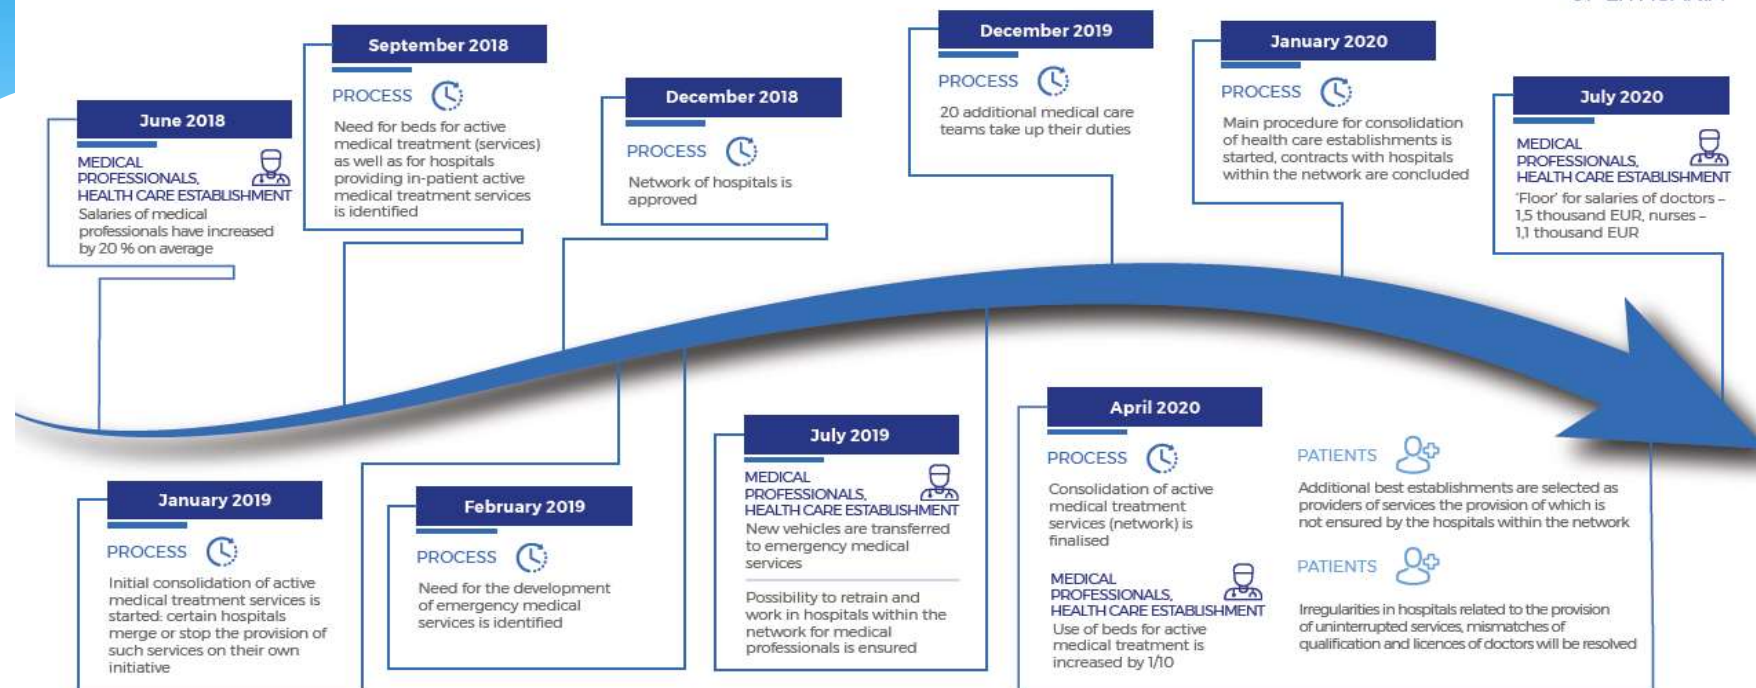 June 2018
MEDICAL
PROFESSIONALS,
HEALTH CARE ESTABLISHMENT
Salaries of medical
professionals have increased
by 20 % on average
September 2018
PROCESS
Need for beds for active
medical treatment (services)
as well as for hospitals
providing in-patient active
medical treatment services
is identified
December 2018
PROCESS
Network of hospitals is
approved
December 2019
PROCESS
20 additional medical care
teams take up their duties
January 2020
PROCESS
Main procedure for consolidation
of health care establishments is
started, contracts with hospitals
within the network are concluded
July 2020
MEDICAL
PROFESSIONALS,
HEALTH CARE ESTABLISHMENT
'Floor' for salaries of doctors –
1,5 thousand EUR, nurses –
1,1 thousand EUR
January 2019
PROCESS
Initial consolidation of active
medical treatment services is
started: certain hospitals
merge or stop the provision of
such services on their own
initiative
February 2019
PROCESS
Need for the development
of emergency medical
services is identified
July 2019
MEDICAL
PROFESSIONALS,
HEALTH CARE ESTABLISHMENT
New vehicles are transferred
to emergency medical
services
Possibility to retrain and
work in hospitals within the
network for medical
professionals is ensured
April 2020
PROCESS
Consolidation of active
medical treatment
services (network) is
finalised
MEDICAL
PROFESSIONALS,
HEALTH CARE ESTABLISHMENT
Use of beds for active
medical treatment is
increased by 1/10
PATIENTS
Additional best establishments are selected as
providers of services the provision of which is
not ensured by the hospitals within the network
PATIENTS
Irregularities in hospitals related to the provision
of uninterrupted services, mismatches of
qualification and licences of doctors will be resolved